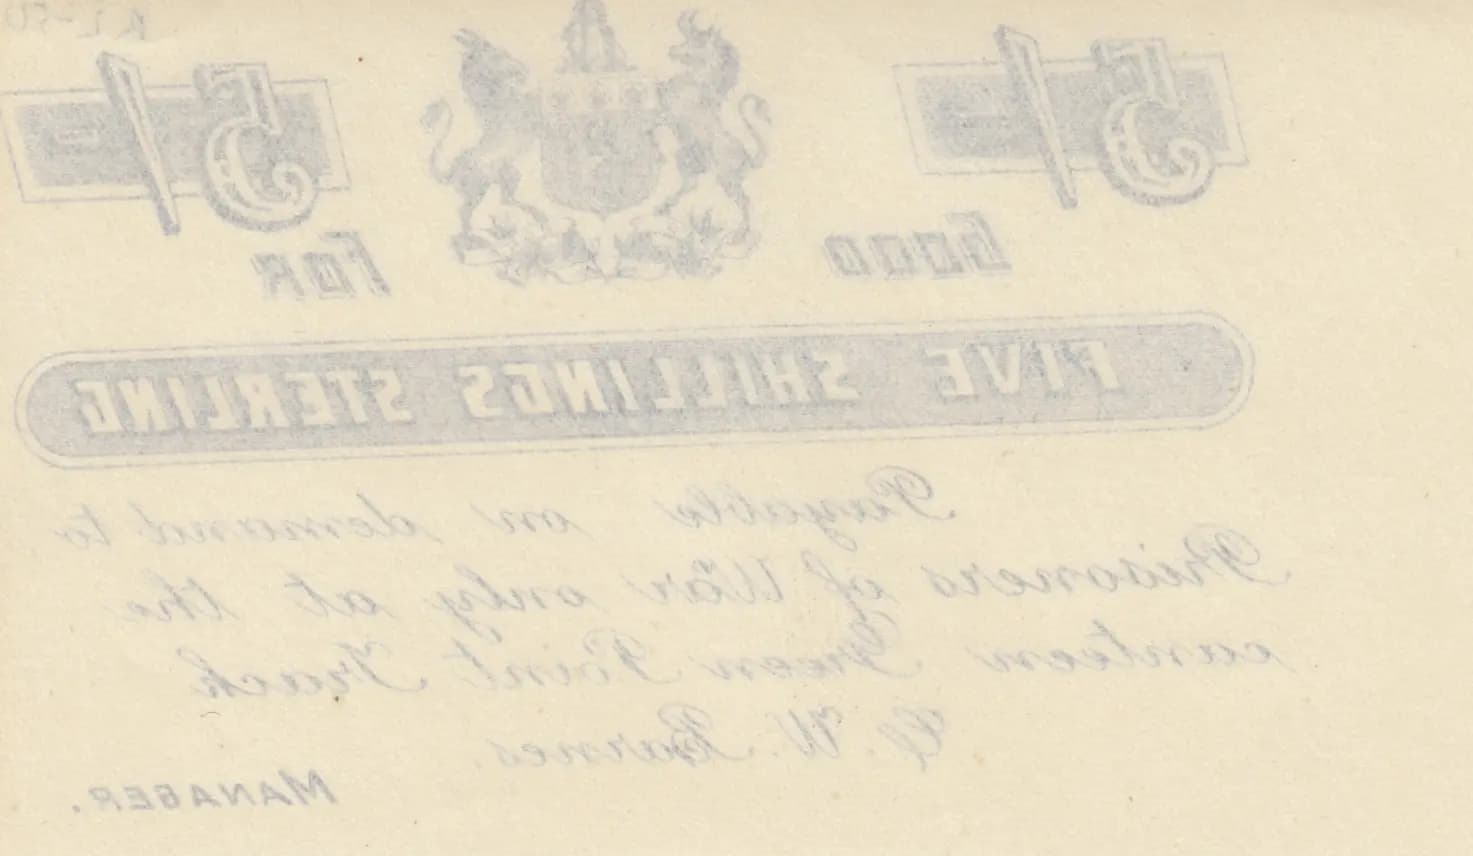 5/- 5/-
GOOD FOR
FIVE SHILLINGS STERLING
Payable on demand to
Prisoners of War only at the
canteen Green Point Track
G. W. Barnes.
MANAGER.